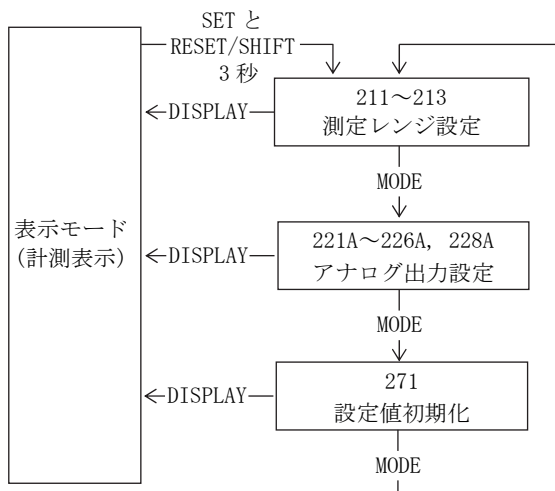 SET と
RESET/SHIFT
3 秒
211～213
測定レンジ設定
DISPLAY
MODE
表示モード
(計測表示)
221A～226A, 228A
アナログ出力設定
DISPLAY
MODE
271
設定値初期化
DISPLAY
MODE